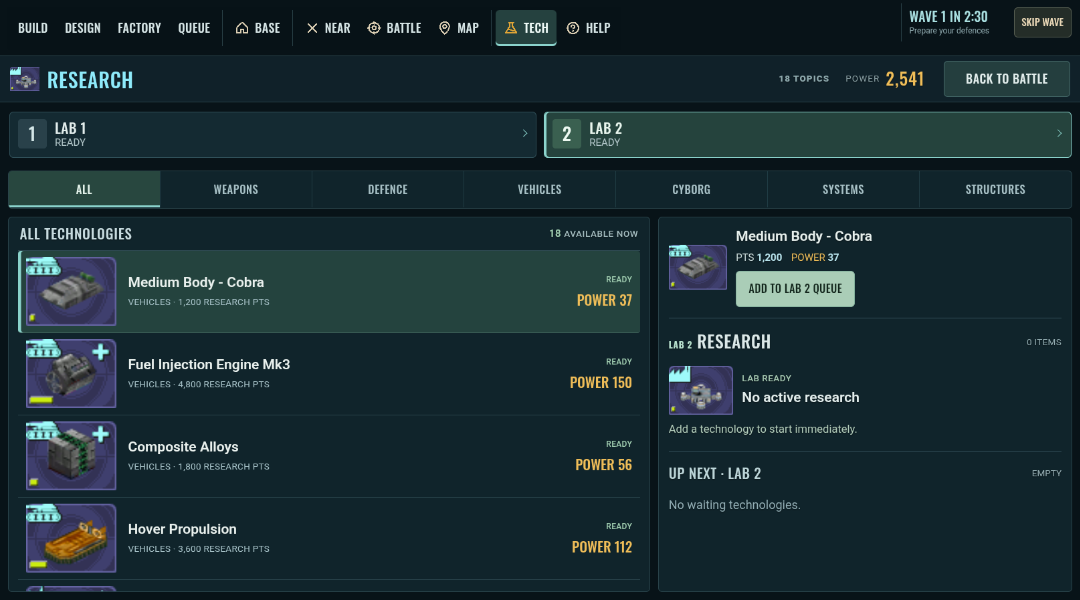 BUILD DESIGN FACTORY QUEUE BASE NEAR BATTLE MAP TECH HELP
WAVE 1 IN 2:30
Prepare your defences
SKIP WAVE
RESEARCH
18 TOPICS POWER 2,541
BACK TO BATTLE
1 LAB 1
READY
2 LAB 2
READY
ALL WEAPONS DEFENCE VEHICLES CYBORG SYSTEMS STRUCTURES
ALL TECHNOLOGIES
18 AVAILABLE NOW
Medium Body - Cobra
VEHICLES · 1,200 RESEARCH PTS
READY
POWER 37
Fuel Injection Engine Mk3
VEHICLES · 4,800 RESEARCH PTS
READY
POWER 150
Composite Alloys
VEHICLES · 1,800 RESEARCH PTS
READY
POWER 56
Hover Propulsion
VEHICLES · 3,600 RESEARCH PTS
READY
POWER 112
Medium Body - Cobra
PTS 1,200 POWER 37
ADD TO LAB 2 QUEUE
LAB 2 RESEARCH
0 ITEMS
LAB READY
No active research
Add a technology to start immediately.
UP NEXT · LAB 2
EMPTY
No waiting technologies.